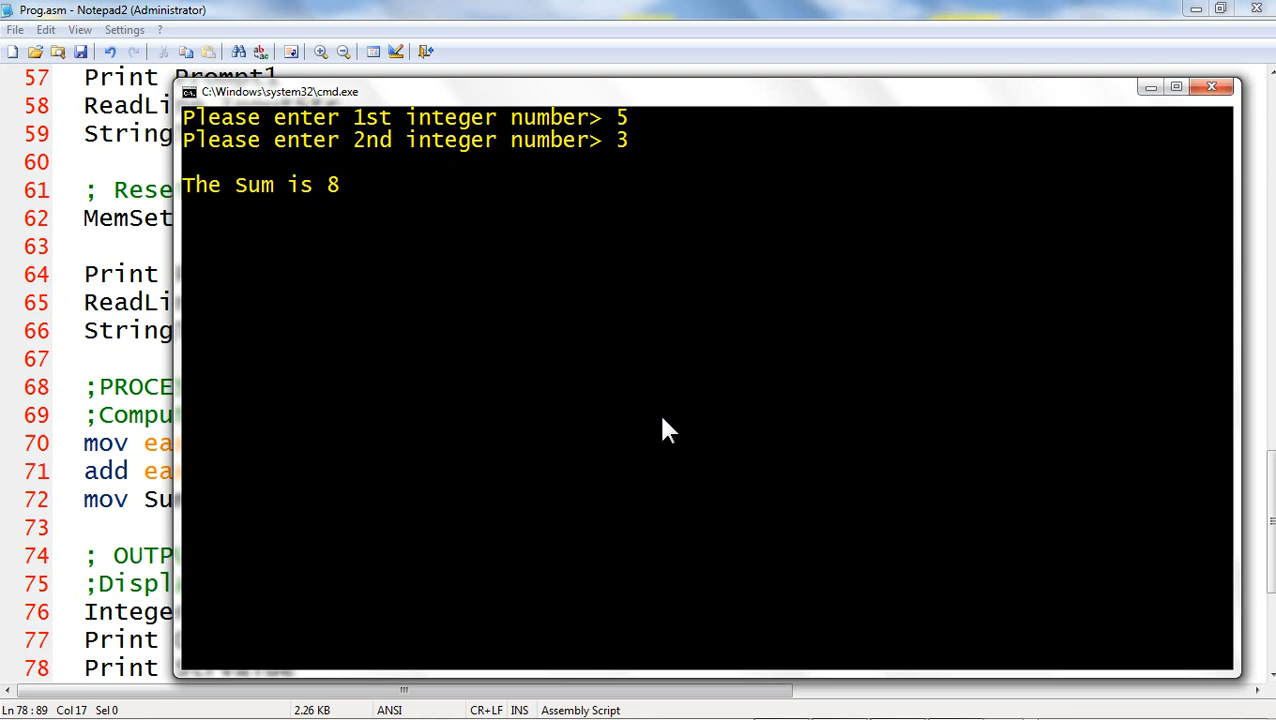 Prog.asm - Notepad2 (Administrator)
File Edit View Settings ?
57 Print Prompt1
58 ReadLi
59 String
60
61 ; Rese
62 MemSet
63
64 Print
65 ReadLi
66 String
67
68 ;PROCE
69 ;Compu
70 mov ea
71 add ea
72 mov Su
73
74 ; OUTP
75 ;Displ
76 Intege
77 Print
78 Print
C:\Windows\system32\cmd.exe
Please enter 1st integer number> 5
Please enter 2nd integer number> 3
The Sum is 8
Ln 78 : 89 Col 17 Sel 0 2.26 KB ANSI CR+LF INS Assembly Script